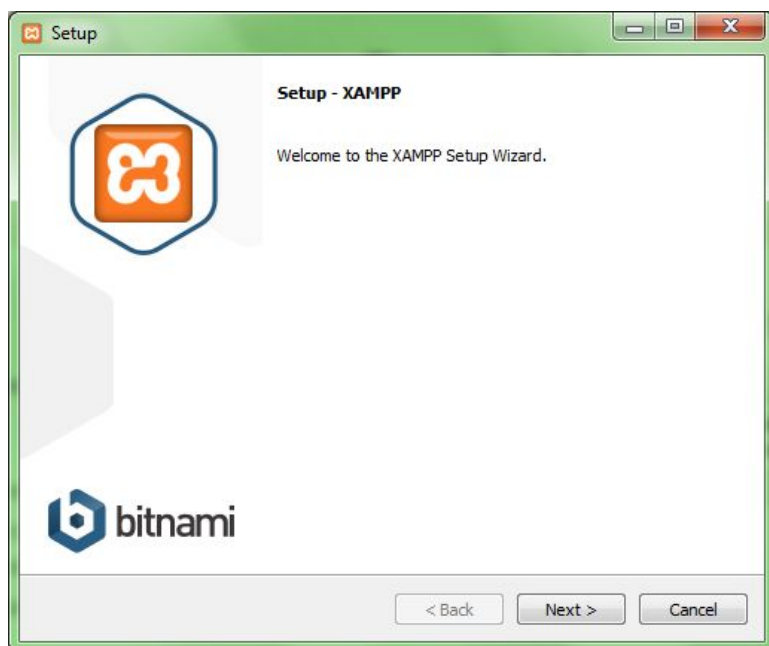 Setup
Setup - XAMPP
Welcome to the XAMPP Setup Wizard.
bitnami
< Back
Next >
Cancel